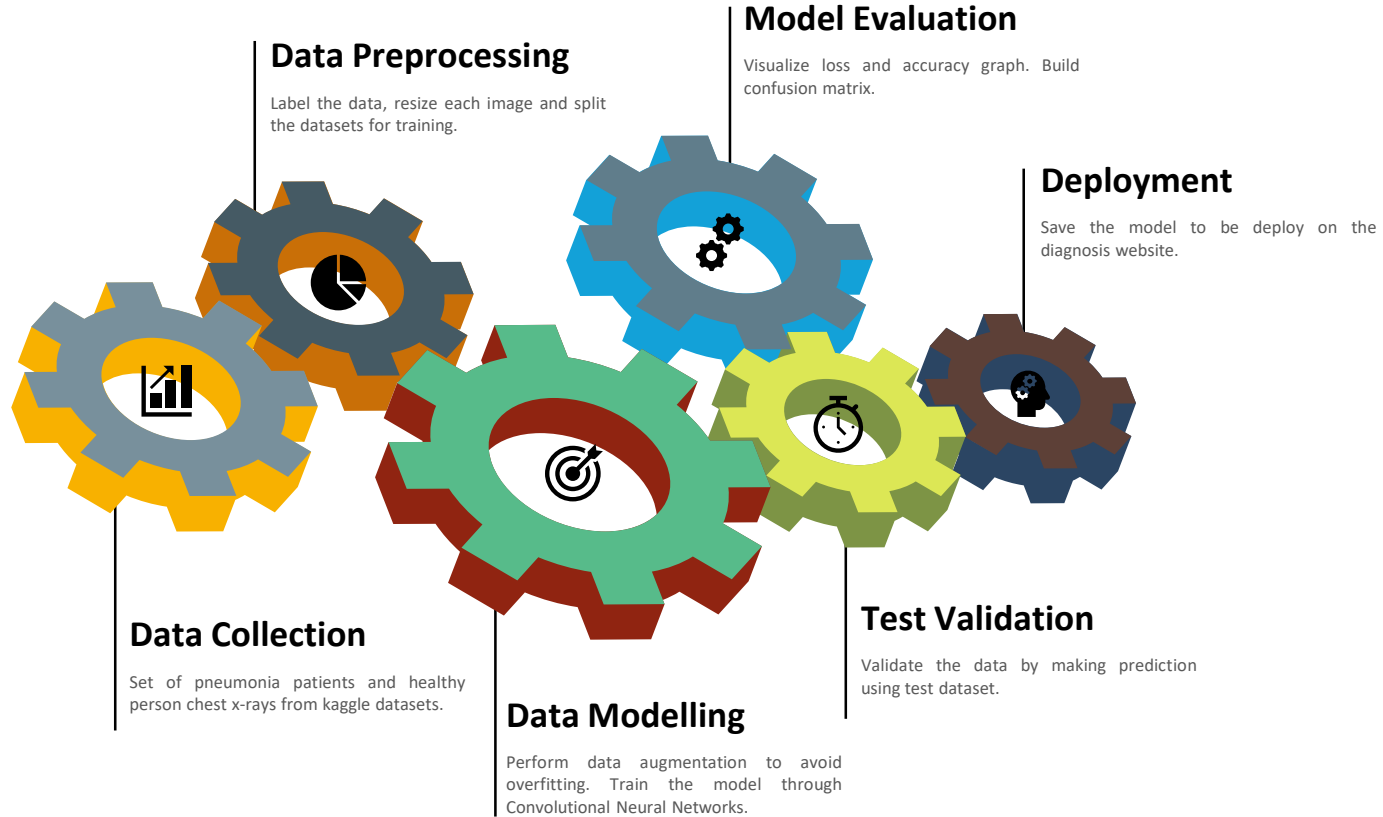 Data Collection
Set of pneumonia patients and healthy
person chest x-rays from kaggle datasets.
Data Preprocessing
Label the data, resize each image and split
the datasets for training.
Data Modelling
Perform data augmentation to avoid
overfitting. Train the model through
Convolutional Neural Networks.
Model Evaluation
Visualize loss and accuracy graph. Build
confusion matrix.
Test Validation
Validate the data by making prediction
using test dataset.
Deployment
Save the model to be deploy on the
diagnosis website.